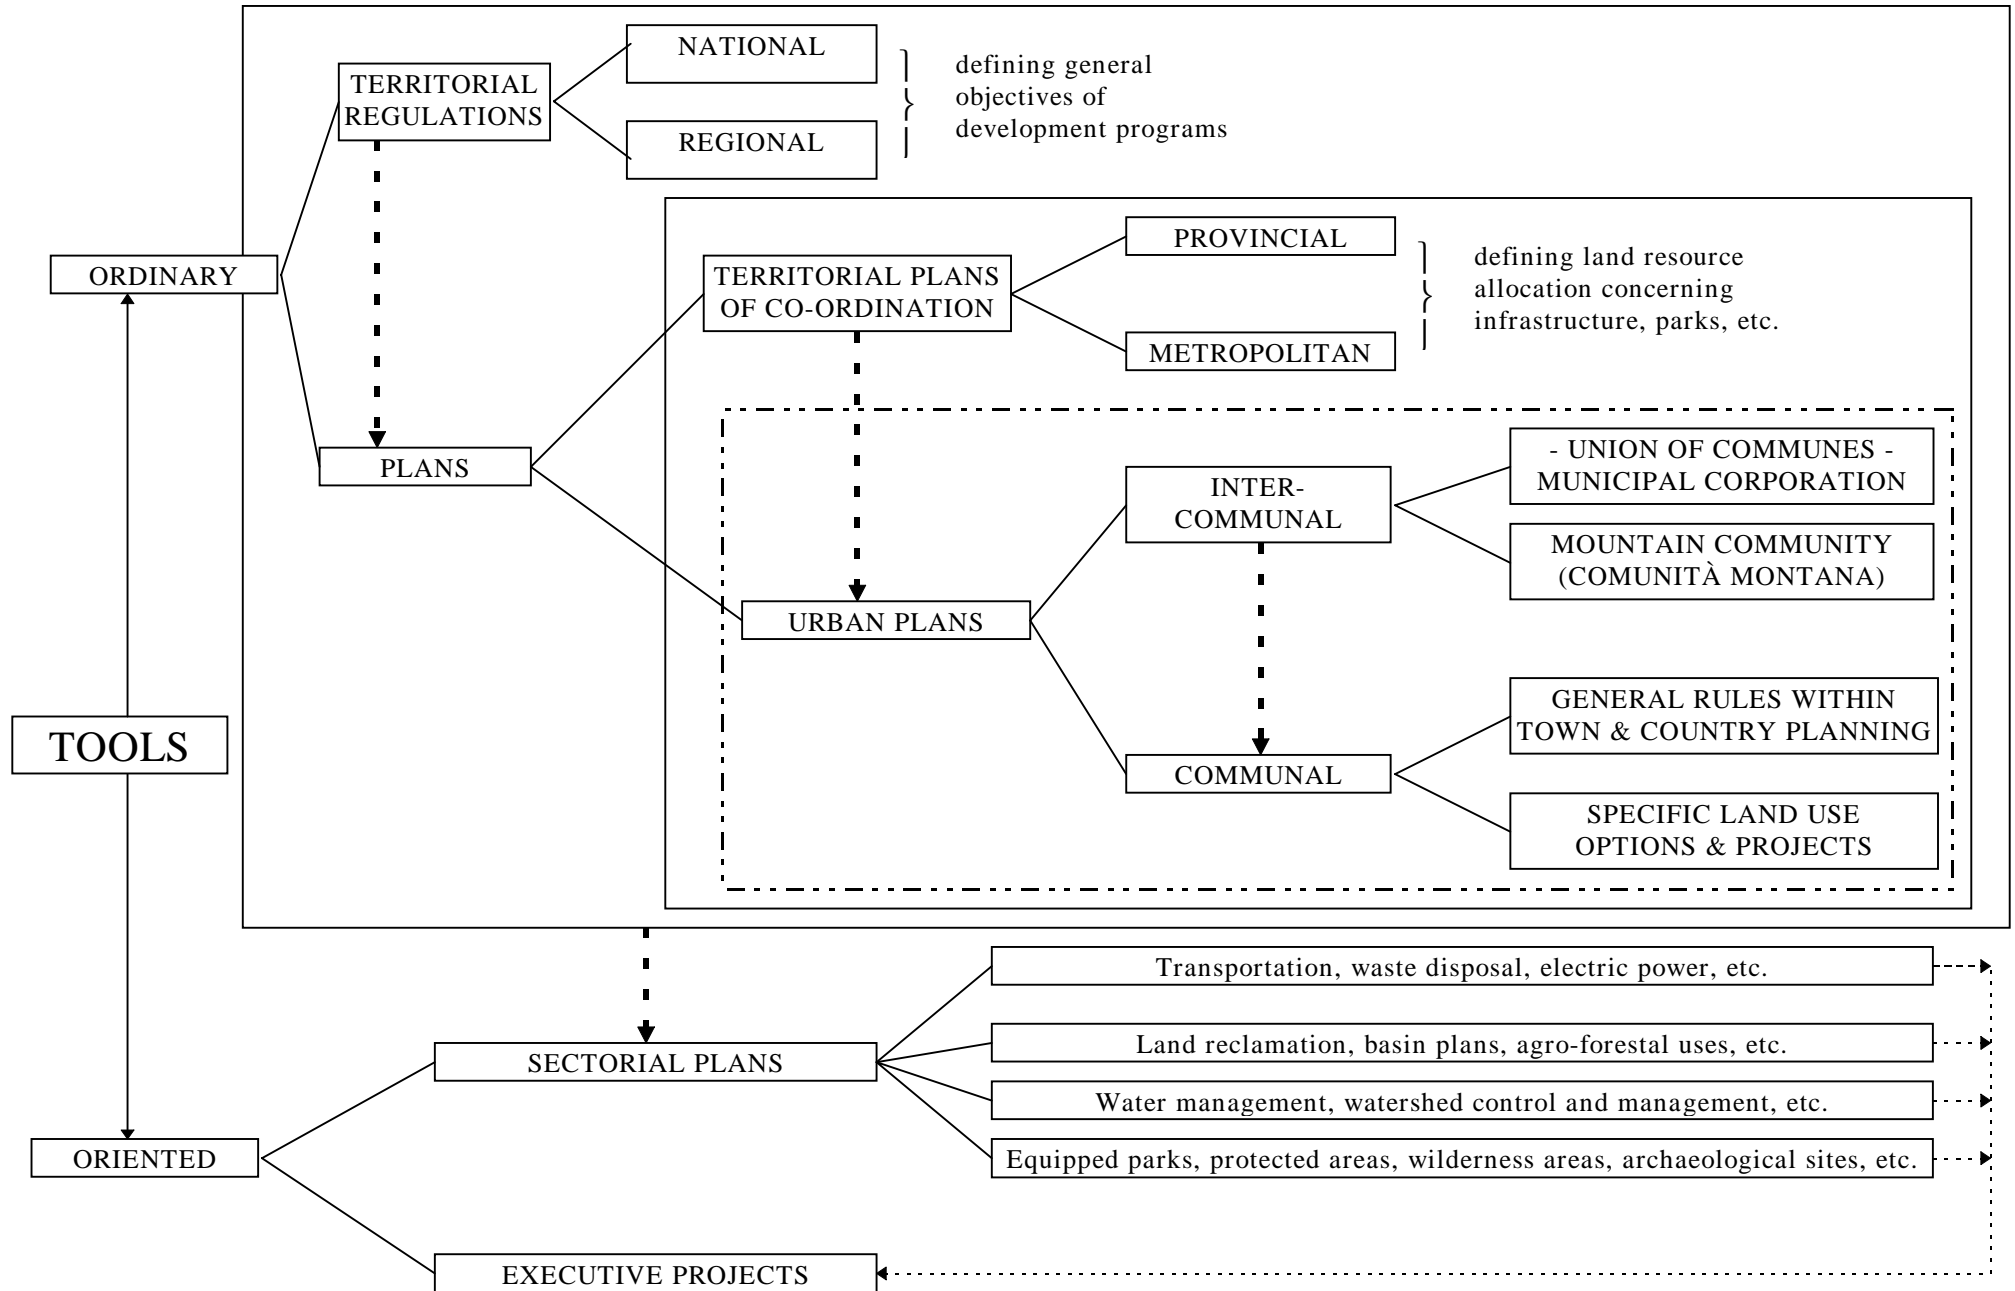 NATIONAL
TERRITORIAL
REGULATIONS
REGIONAL
defining general
objectives of
development programs
ORDINARY
PROVINCIAL
TERRITORIAL PLANS
OF CO-ORDINATION
METROPOLITAN
defining land resource
allocation concerning
infrastructure, parks, etc.
PLANS
INTER-
COMMUNAL
- UNION OF COMMUNES -
MUNICIPAL CORPORATION
MOUNTAIN COMMUNITY
(COMUNITÀ MONTANA)
URBAN PLANS
TOOLS
COMMUNAL
GENERAL RULES WITHIN
TOWN & COUNTRY PLANNING
SPECIFIC LAND USE
OPTIONS & PROJECTS
Transportation, waste disposal, electric power, etc.
SECTORIAL PLANS
Land reclamation, basin plans, agro-forestal uses, etc.
Water management, watershed control and management, etc.
ORIENTED
Equipped parks, protected areas, wilderness areas, archaeological sites, etc.
EXECUTIVE PROJECTS